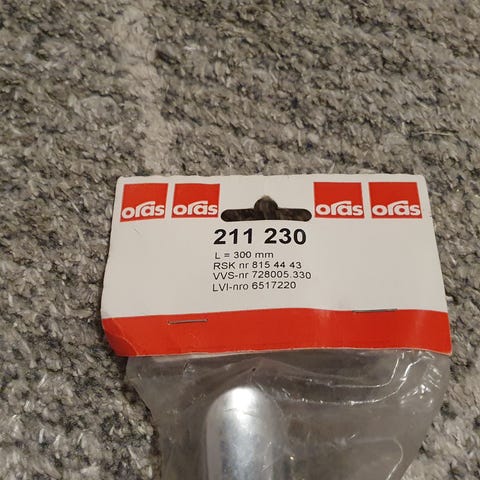 oras oras oras oras
211 230
L = 300 mm
RSK nr 815 44 43
VVS-nr 728005.330
LVI-nro 6517220